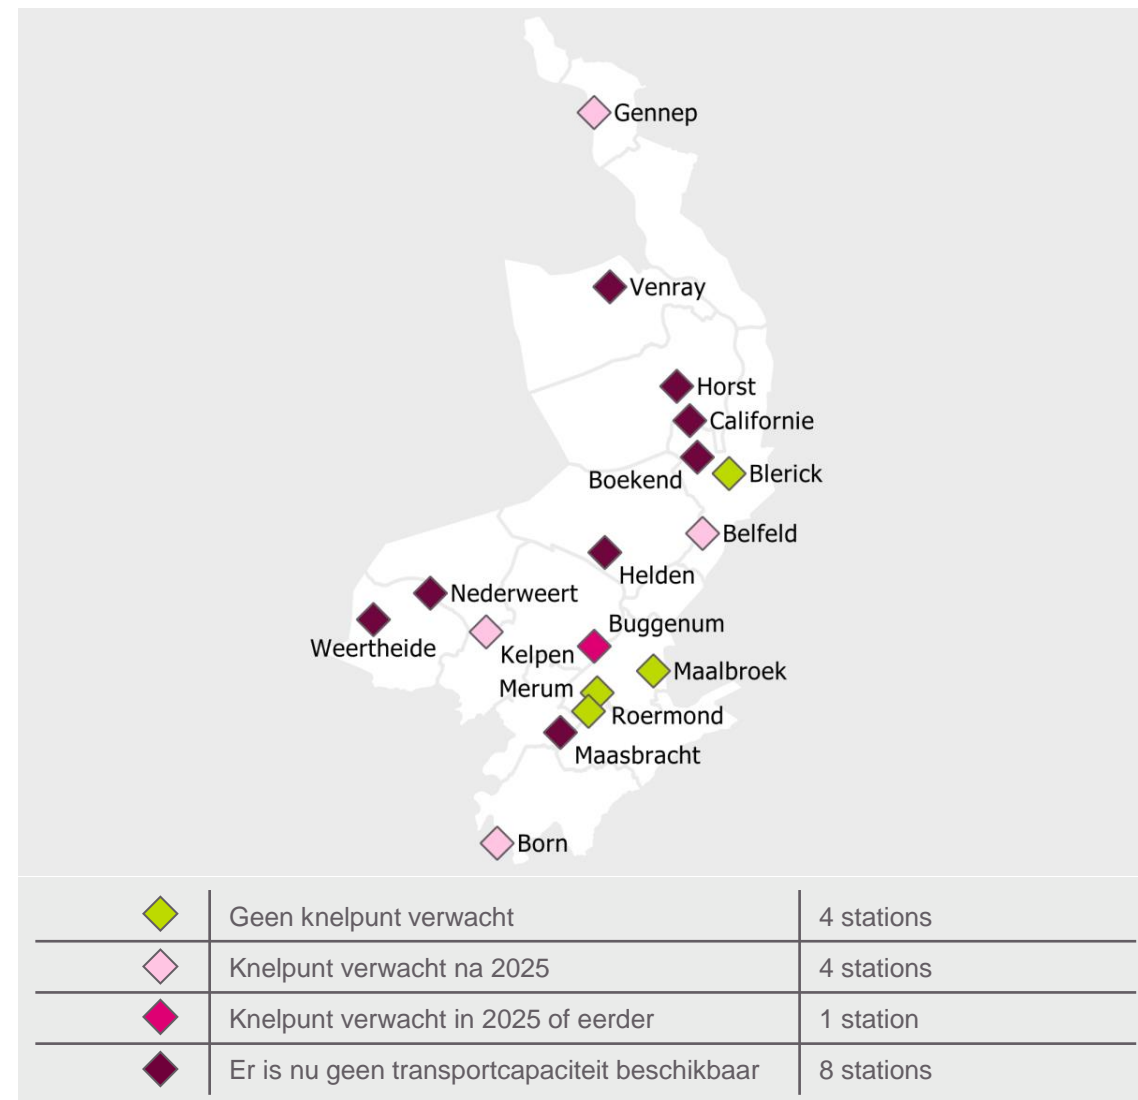 Gennep
Venray
Horst
Californie
Boekend
Blerick
Belfeld
Helden
Nederweert
Weertheide
Buggenum
Kelpen
Maalbroek
Merum
Roermond
Maasbracht
Born
Geen knelpunt verwacht 4 stations
Knelpunt verwacht na 2025 4 stations
Knelpunt verwacht in 2025 of eerder 1 station
Er is nu geen transportcapaciteit beschikbaar 8 stations